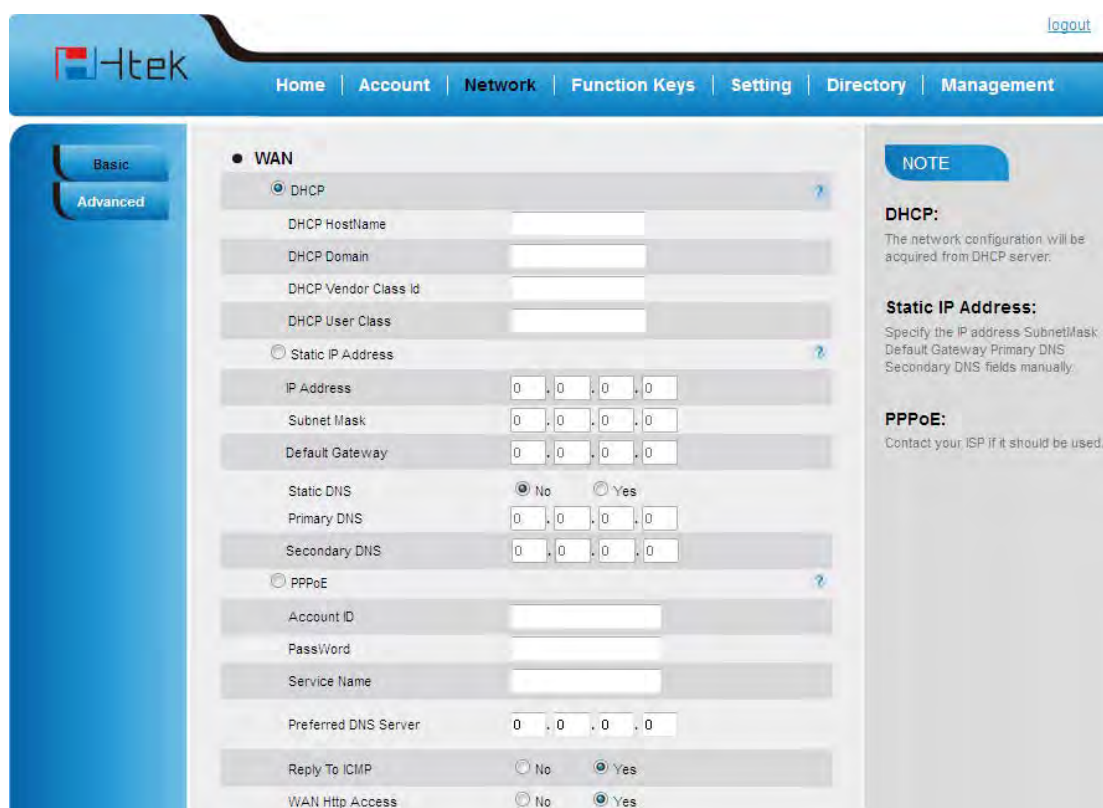 logout
Htek
Home | Account | Network | Function Keys | Setting | Directory | Management
Basic
Advanced
WAN
DHCP ?
DHCP HostName
DHCP Domain
DHCP Vendor Class Id
DHCP User Class
Static IP Address ?
IP Address 0 . 0 . 0 . 0
Subnet Mask 0 . 0 . 0 . 0
Default Gateway 0 . 0 . 0 . 0
Static DNS No Yes
Primary DNS 0 . 0 . 0 . 0
Secondary DNS 0 . 0 . 0 . 0
PPPoE ?
Account ID
PassWord
Service Name
Preferred DNS Server 0 . 0 . 0 . 0
Reply To ICMP No Yes
WAN Http Access No Yes
NOTE
DHCP:
The network configuration will be
acquired from DHCP server.
Static IP Address:
Specify the IP address SubnetMask
Default Gateway Primary DNS
Secondary DNS fields manually.
PPPoE:
Contact your ISP if it should be used.